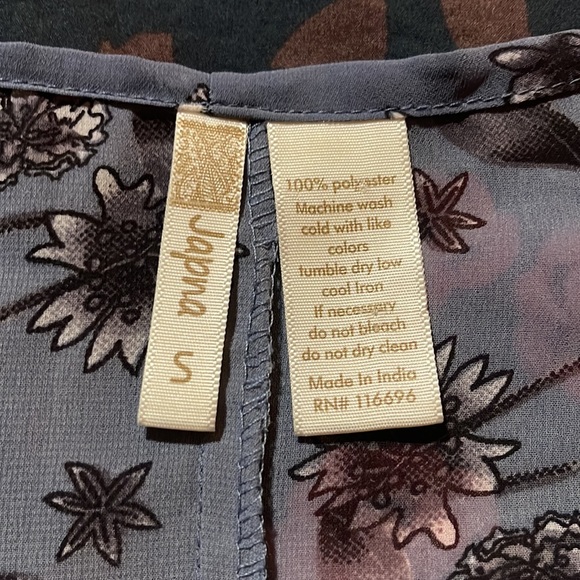 Japna
S
100% polyester
Machine wash
cold with like
colors
tumble dry low
cool Iron
If necessary
do not bleach
do not dry clean
Made In India
RN# 116696